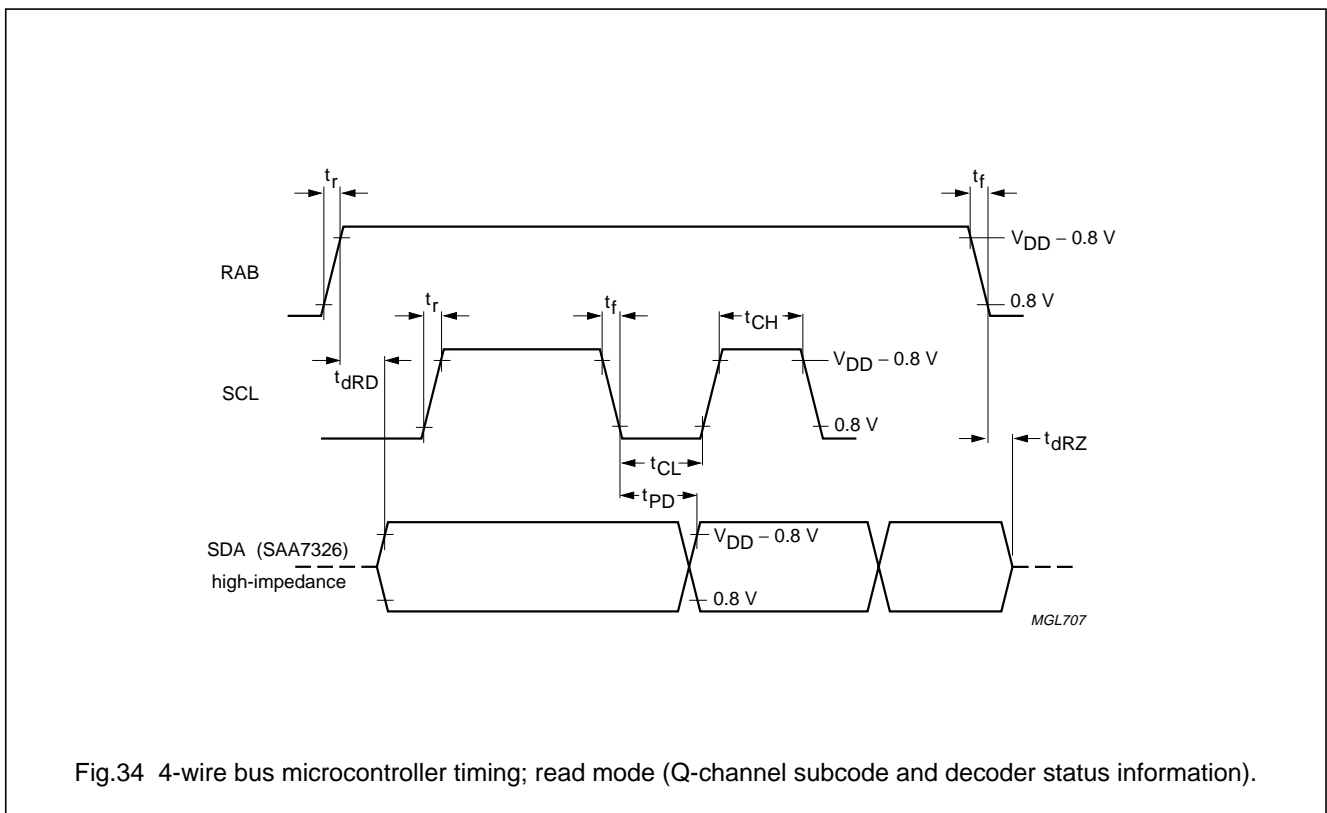 tr
tf
VDD − 0.8 V
RAB
0.8 V
tr
tf
tCH
VDD − 0.8 V
tdRD
SCL
0.8 V
tdRZ
tCL
tPD
VDD − 0.8 V
SDA (SAA7326)
high-impedance
0.8 V
MGL707
Fig.34 4-wire bus microcontroller timing; read mode (Q-channel subcode and decoder status information).